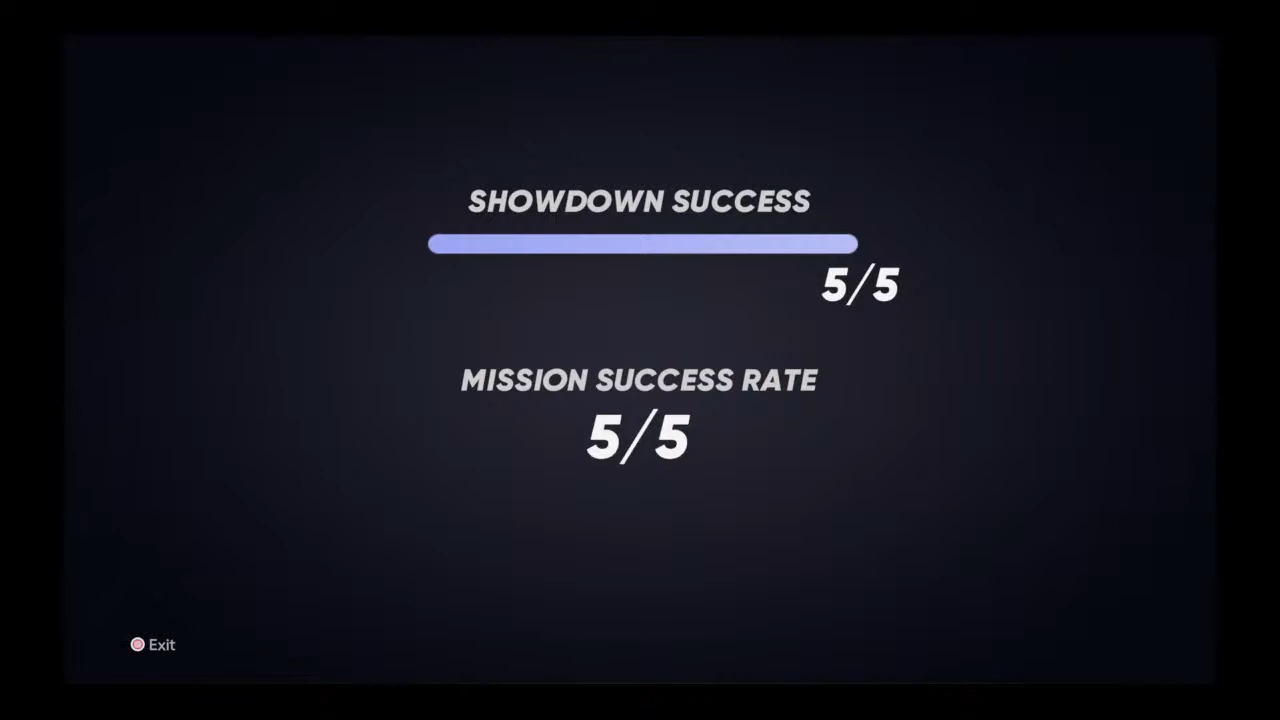 SHOWDOWN SUCCESS
5/5
MISSION SUCCESS RATE
5/5
Exit